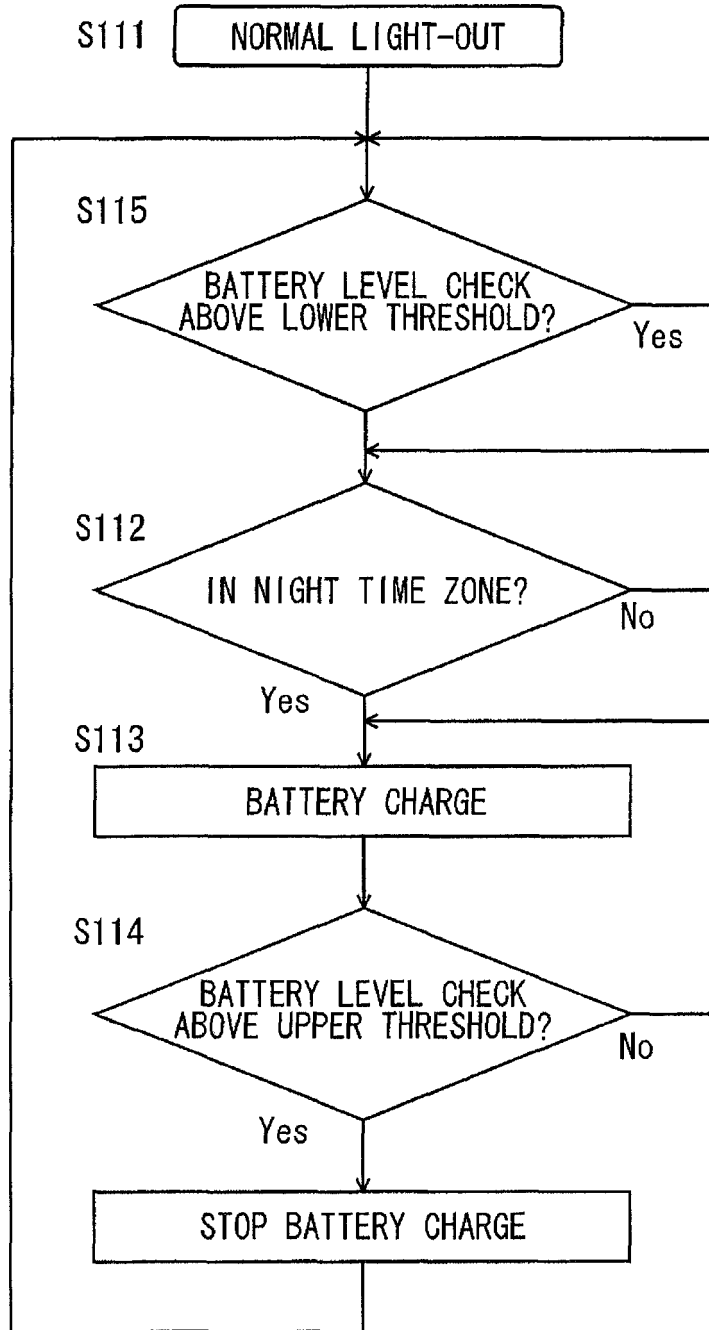 S111
NORMAL LIGHT-OUT
S115
BATTERY LEVEL CHECK
ABOVE LOWER THRESHOLD?
Yes
S112
IN NIGHT TIME ZONE?
No
Yes
S113
BATTERY CHARGE
S114
BATTERY LEVEL CHECK
ABOVE UPPER THRESHOLD?
No
Yes
STOP BATTERY CHARGE